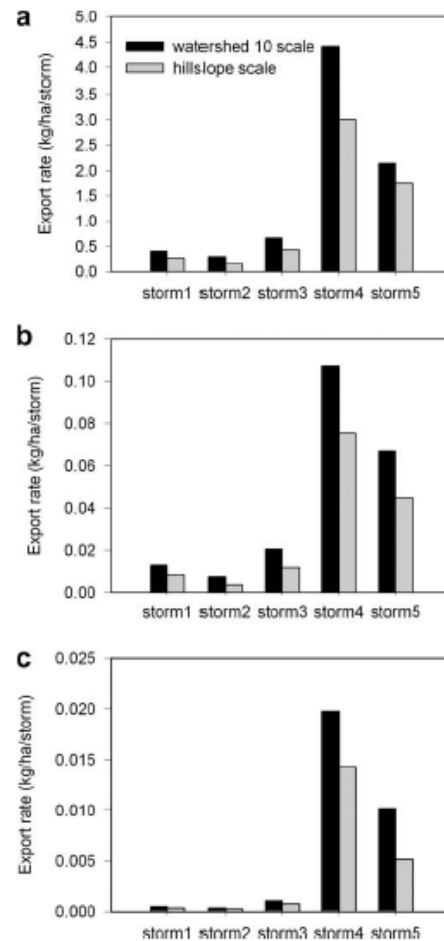 a
Export rate (kg/ha/storm)
5.0
4.5
4.0
3.5
3.0
2.5
2.0
1.5
1.0
0.5
0.0
watershed 10 scale
hillslope scale
storm1 storm2 storm3 storm4 storm5
b
Export rate (kg/ha/storm)
0.12
0.10
0.08
0.06
0.04
0.02
0.00
storm1 storm2 storm3 storm4 storm5
c
Export rate (kg/ha/storm)
0.025
0.020
0.015
0.010
0.005
0.000
storm1 storm2 storm3 storm4 storm5